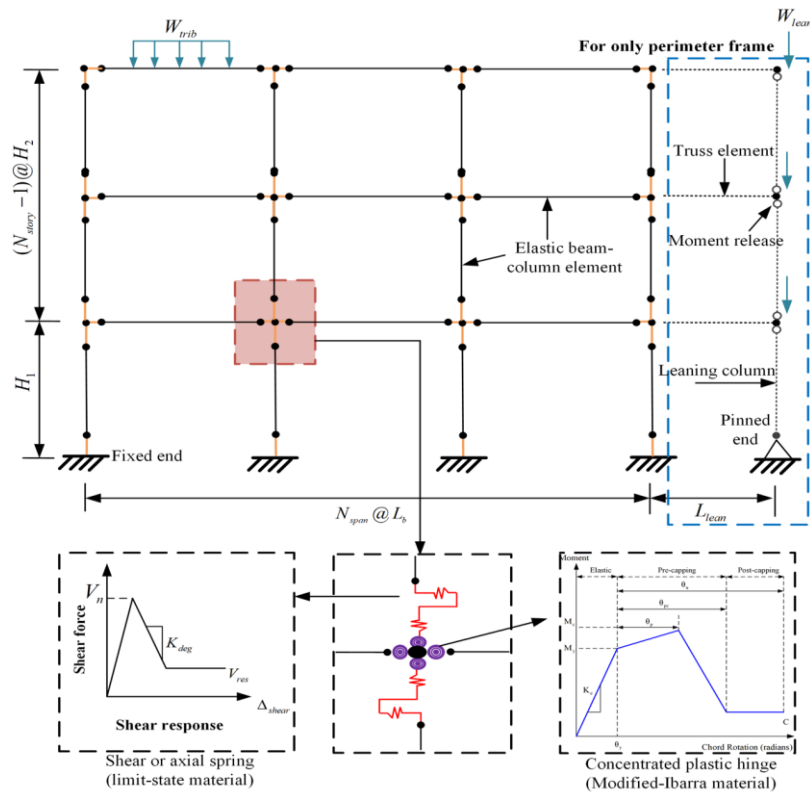 W_trib
W_lean
For only perimeter frame
(N_story −1)@H_2
Truss element
Moment release
Elastic beam-
column element
H_1
Leaning column
Pinned
end
Fixed end
N_span @ L_b
L_lean
Shear force
V_n
K_deg
V_res
Δ_shear
Shear response
Shear or axial spring
(limit-state material)
Moment
Elastic
Pre-capping
Post-capping
θ_u
θ_pc
θ_p
M_c
M_y
K_e
C
θ_y
Chord Rotation (radians)
Concentrated plastic hinge
(Modified-Ibarra material)